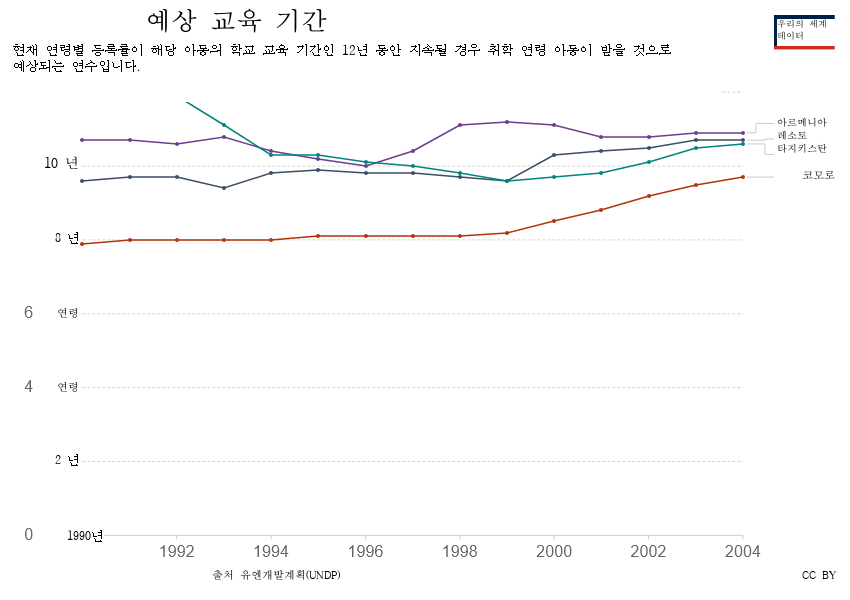 예상 교육 기간
우리의 세계
데이터
현재 연령별 등록률이 해당 아동의 학교 교육 기간인 12년 동안 지속될 경우 취학 연령 아동이 받을 것으로
예상되는 연수입니다.
아르메니아
레소토
타지키스탄
코모로
10 년
8 년
6 연령
4 연령
2 년
0
1990년
1992 1994 1996 1998 2000 2002 2004
출처 유엔개발계획(UNDP)
CC BY